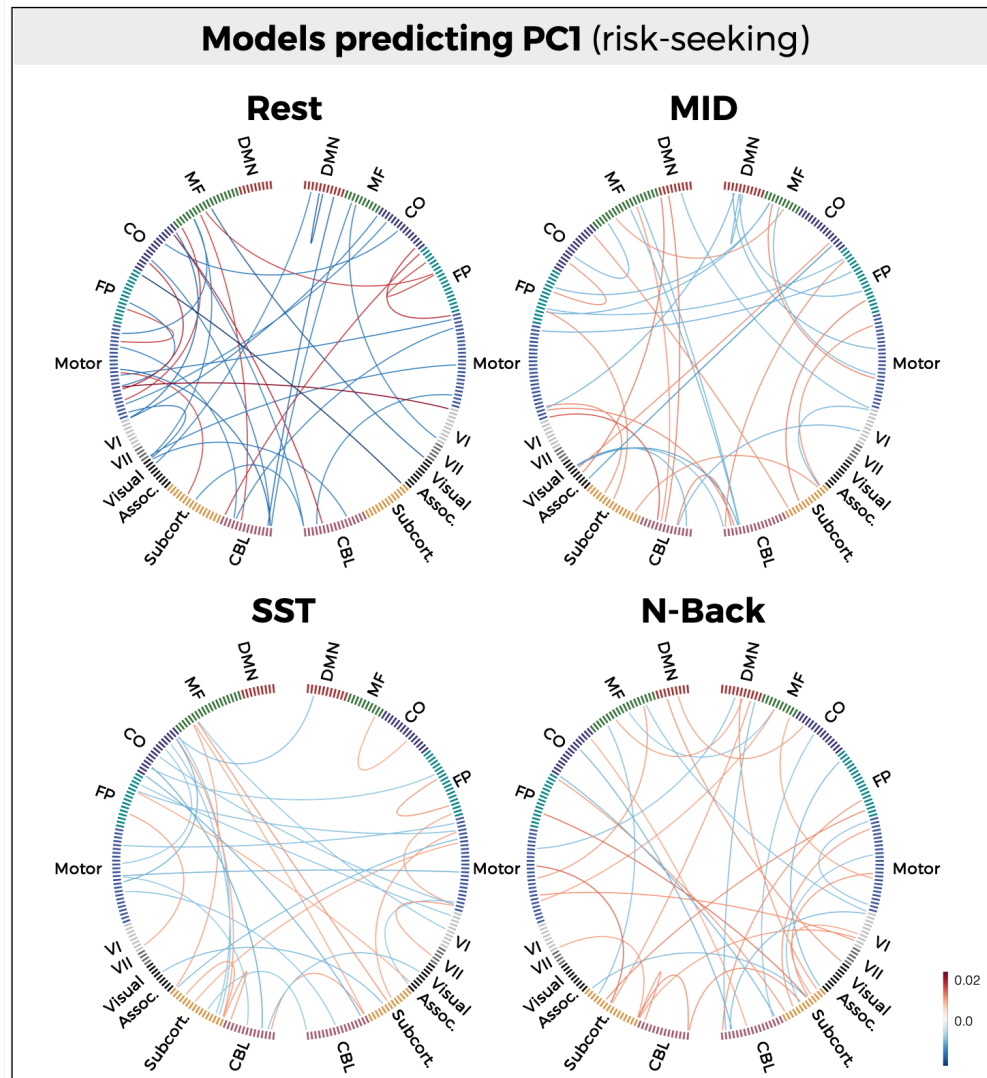 Models predicting PC1 (risk-seeking)
Rest
DMN
MF
CO
FP
Motor
VI
VII
Visual
Assoc.
Subcort.
CBL
DMN
MF
CO
FP
Motor
VI
VII
Visual
Assoc.
Subcort.
CBL
MID
DMN
MF
CO
FP
VI
VII
Visual
Assoc.
Subcort.
CBL
DMN
MF
CO
FP
Motor
VI
VII
Visual
Assoc.
Subcort.
CBL
SST
DMN
MF
CO
FP
Motor
VI
VII
Visual
Assoc.
Subcort.
CBL
DMN
MF
CO
FP
Motor
VI
VII
Visual
Assoc.
Subcort.
CBL
N-Back
DMN
MF
CO
FP
VI
VII
Visual
Assoc.
Subcort.
CBL
DMN
MF
CO
FP
Motor
VI
VII
Visual
Assoc.
Subcort.
CBL
0.02
0.0